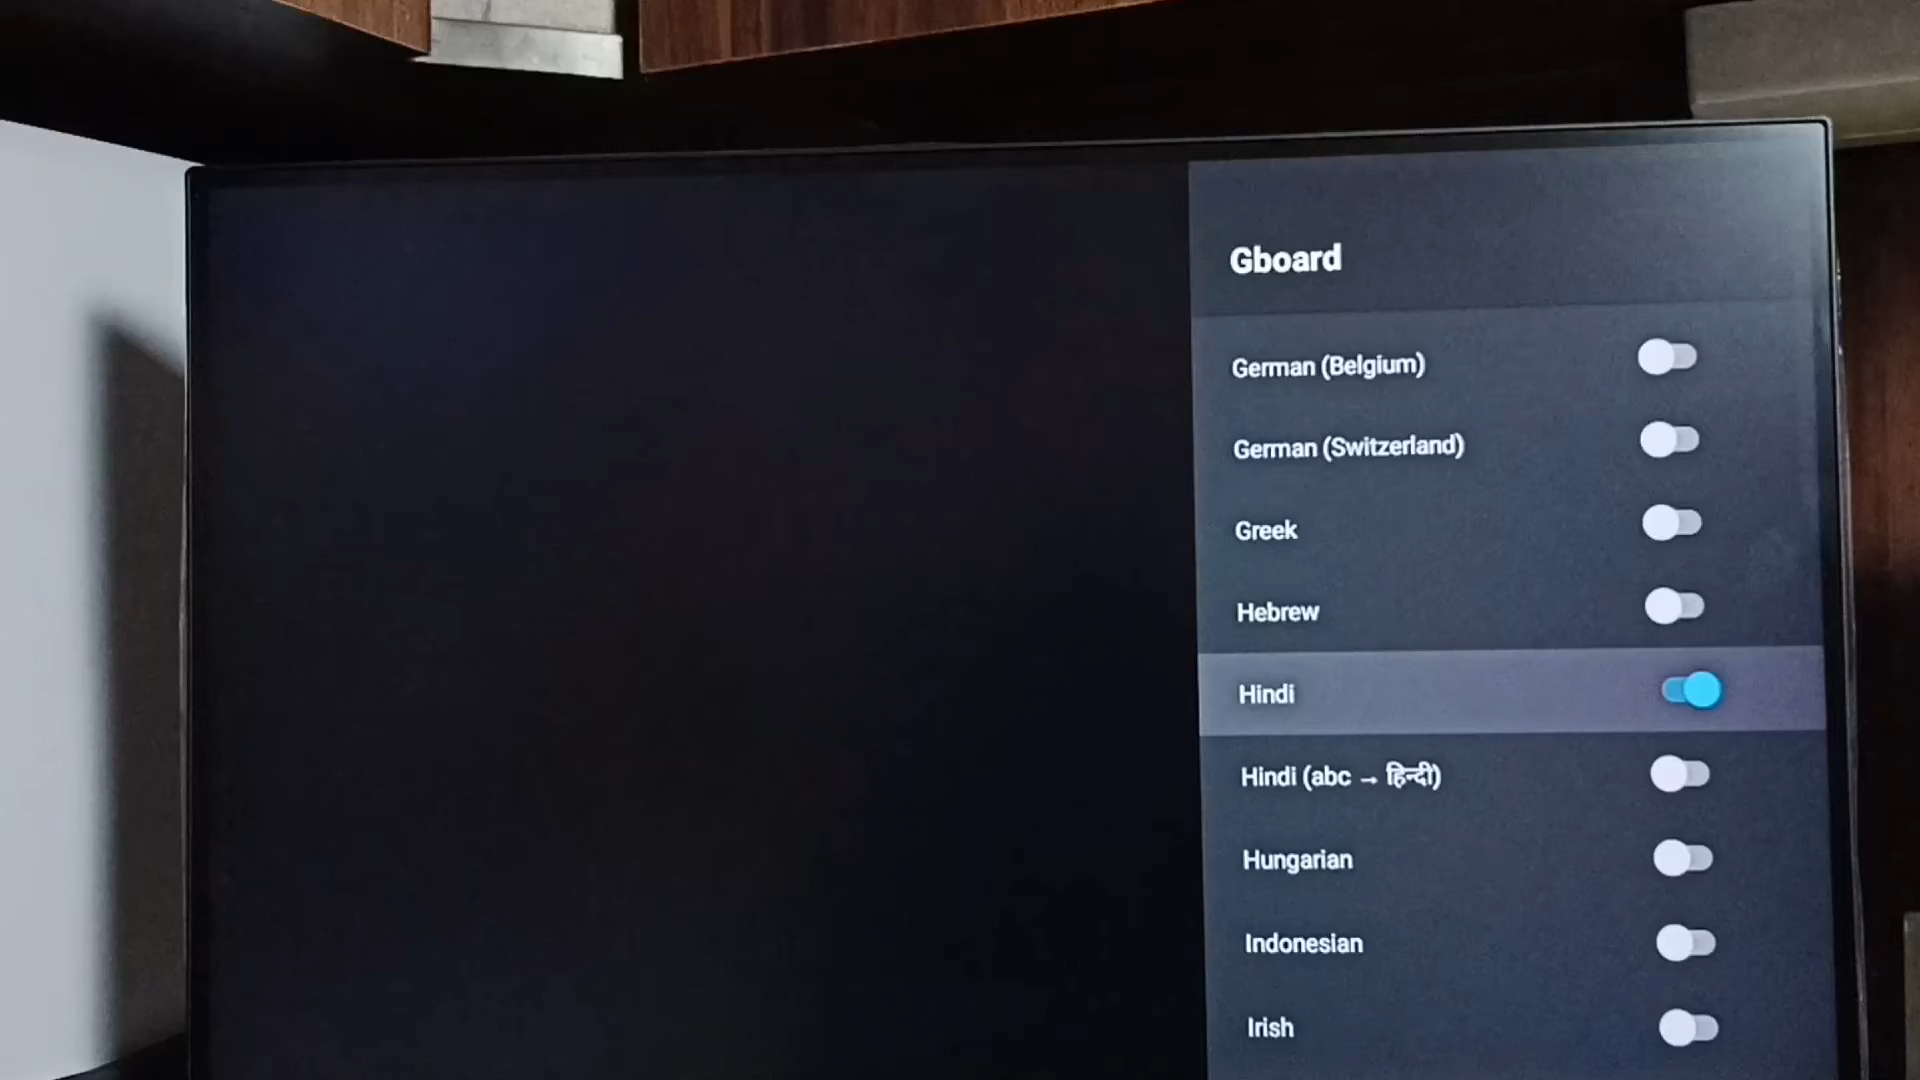 Gboard
German (Belgium)
German (Switzerland)
Greek
Hebrew
Hindi
Hindi (abc → हिन्दी)
Hungarian
Indonesian
Irish